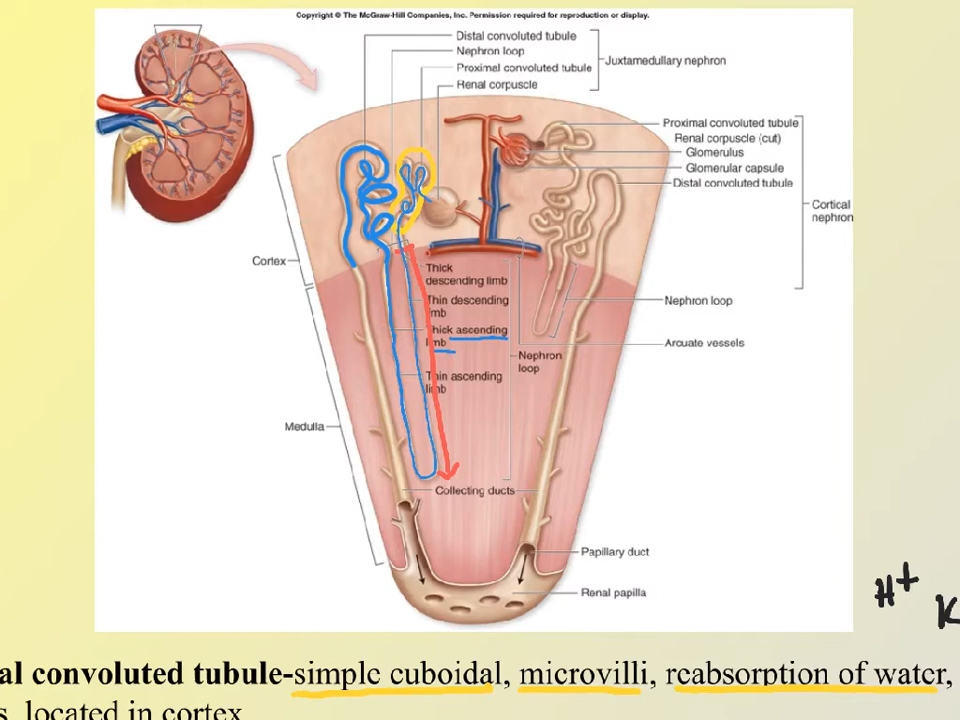 Copyright © The McGraw-Hill Companies, Inc. Permission required for reproduction or display.
Distal convoluted tubule
Nephron loop
Proximal convoluted tubule
Renal corpuscle
Juxtamedullary nephron
Proximal convoluted tubule
Renal corpuscle (cut)
Glomerulus
Glomerular capsule
Distal convoluted tubule
Cortical
nephron
Cortex
Thick
descending limb
Thin descending
limb
Thick ascending
limb
Thin ascending
limb
Nephron
loop
Nephron loop
Arcuate vessels
Medulla
Collecting ducts
Papillary duct
Renal papilla
H+
K
al convoluted tubule-simple cuboidal, microvilli, reabsorption of water,
s, located in cortex